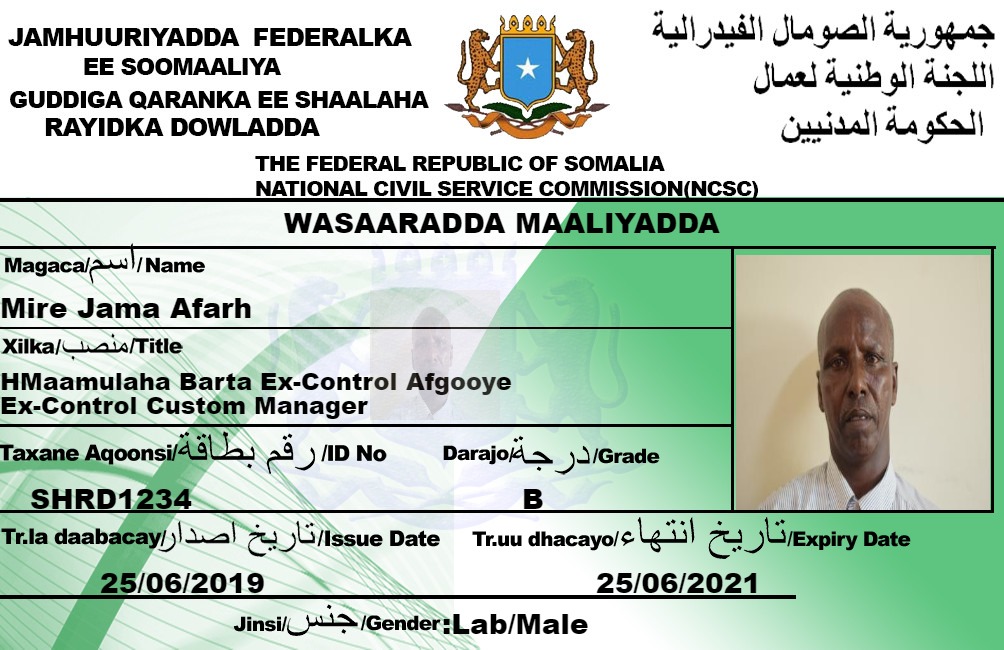 JAMHUURIYADDA FEDERALKA
EE SOOMAALIYA
GUDDIGA QARANKA EE SHAALAHA
RAYIDKA DOWLADDA
جمهورية الصومال الفيدرالية
اللجنة الوطنية لعمال
الحكومة المدنيين
THE FEDERAL REPUBLIC OF SOMALIA
NATIONAL CIVIL SERVICE COMMISSION(NCSC)
WASAARADDA MAALIYADDA
Magaca/اسم/Name
Mire Jama Afarh
Xilka/منصب/Title
HMaamulaha Barta Ex-Control Afgooye
Ex-Control Custom Manager
Taxane Aqoonsi/رقم بطاقة/ID No
Darajo/درجة/Grade
SHRD1234
B
Tr.la daabacay/تاريخ اصدار/Issue Date
Tr.uu dhacayo/تاريخ انتهاء/Expiry Date
25/06/2019
25/06/2021
Jinsi/جنس/Gender:Lab/Male